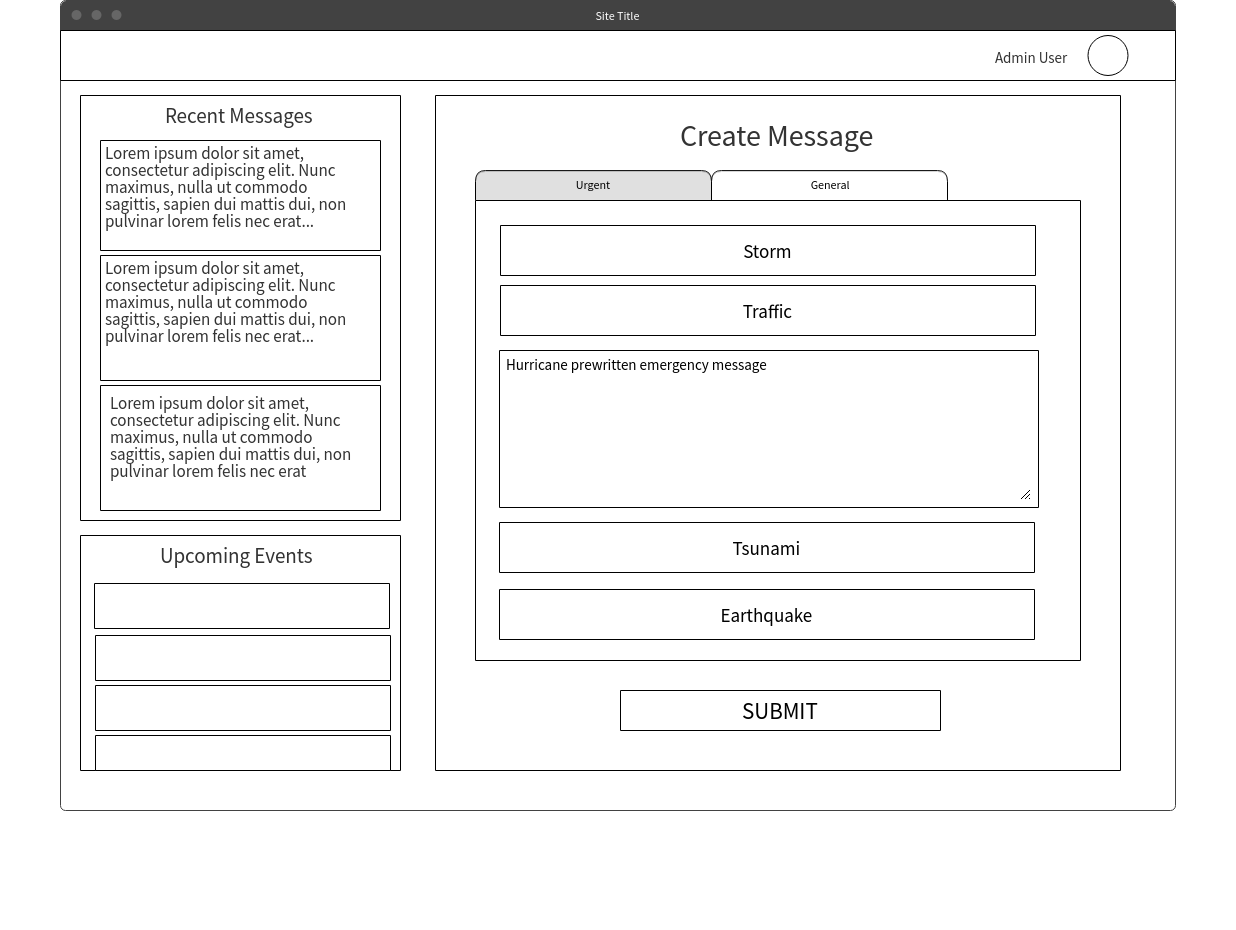 Site Title
Admin User
Recent Messages
Lorem ipsum dolor sit amet,
consectetur adipiscing elit. Nunc
maximus, nulla ut commodo
sagittis, sapien dui mattis dui, non
pulvinar lorem felis nec erat...
Lorem ipsum dolor sit amet,
consectetur adipiscing elit. Nunc
maximus, nulla ut commodo
sagittis, sapien dui mattis dui, non
pulvinar lorem felis nec erat...
Lorem ipsum dolor sit amet,
consectetur adipiscing elit. Nunc
maximus, nulla ut commodo
sagittis, sapien dui mattis dui, non
pulvinar lorem felis nec erat
Upcoming Events
Create Message
Urgent
General
Storm
Traffic
Hurricane prewritten emergency message
Tsunami
Earthquake
SUBMIT